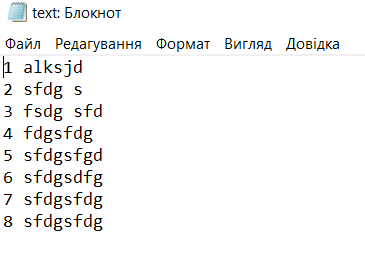 text: Блокнот
Файл Редагування Формат Вигляд Довідка
1 alksjd
2 sfdg s
3 fsdg sfd
4 fdgsfdg
5 sfdgsfgd
6 sfdgsdfg
7 sfdgsfdg
8 sfdgsfdg